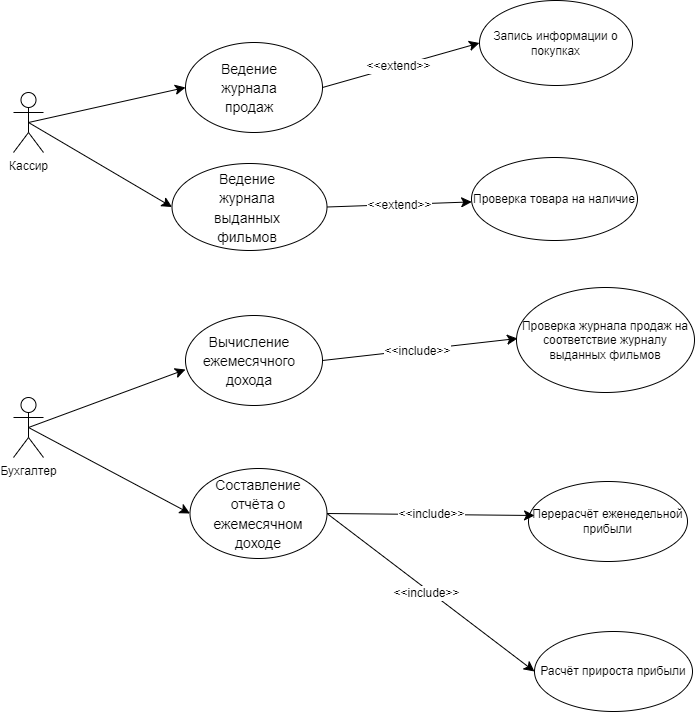 Запись информации о
покупках
<<extend>>
Ведение
журнала
продаж
Кассир
Ведение
журнала
выданных
фильмов
<<extend>>
Проверка товара на наличие
Вычисление
ежемесячного
дохода
<<include>>
Проверка журнала продаж на
соответствие журналу
выданных фильмов
Бухгалтер
Составление
отчёта о
ежемесячном
доходе
<<include>>
Перерасчёт еженедельной
прибыли
<<include>>
Расчёт прироста прибыли